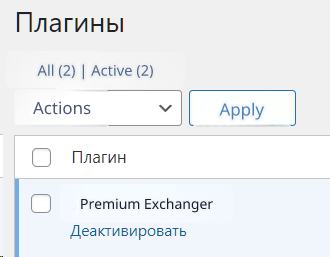 Плагины
All (2) | Active (2)
Actions
Apply
Плагин
Premium Exchanger
Деактивировать